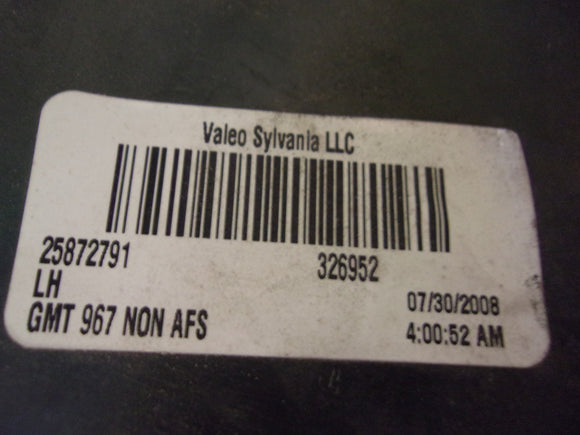 Valeo Sylvania LLC
25872791 326952
LH 07/30/2008
GMT 967 NON AFS 4:00:52 AM